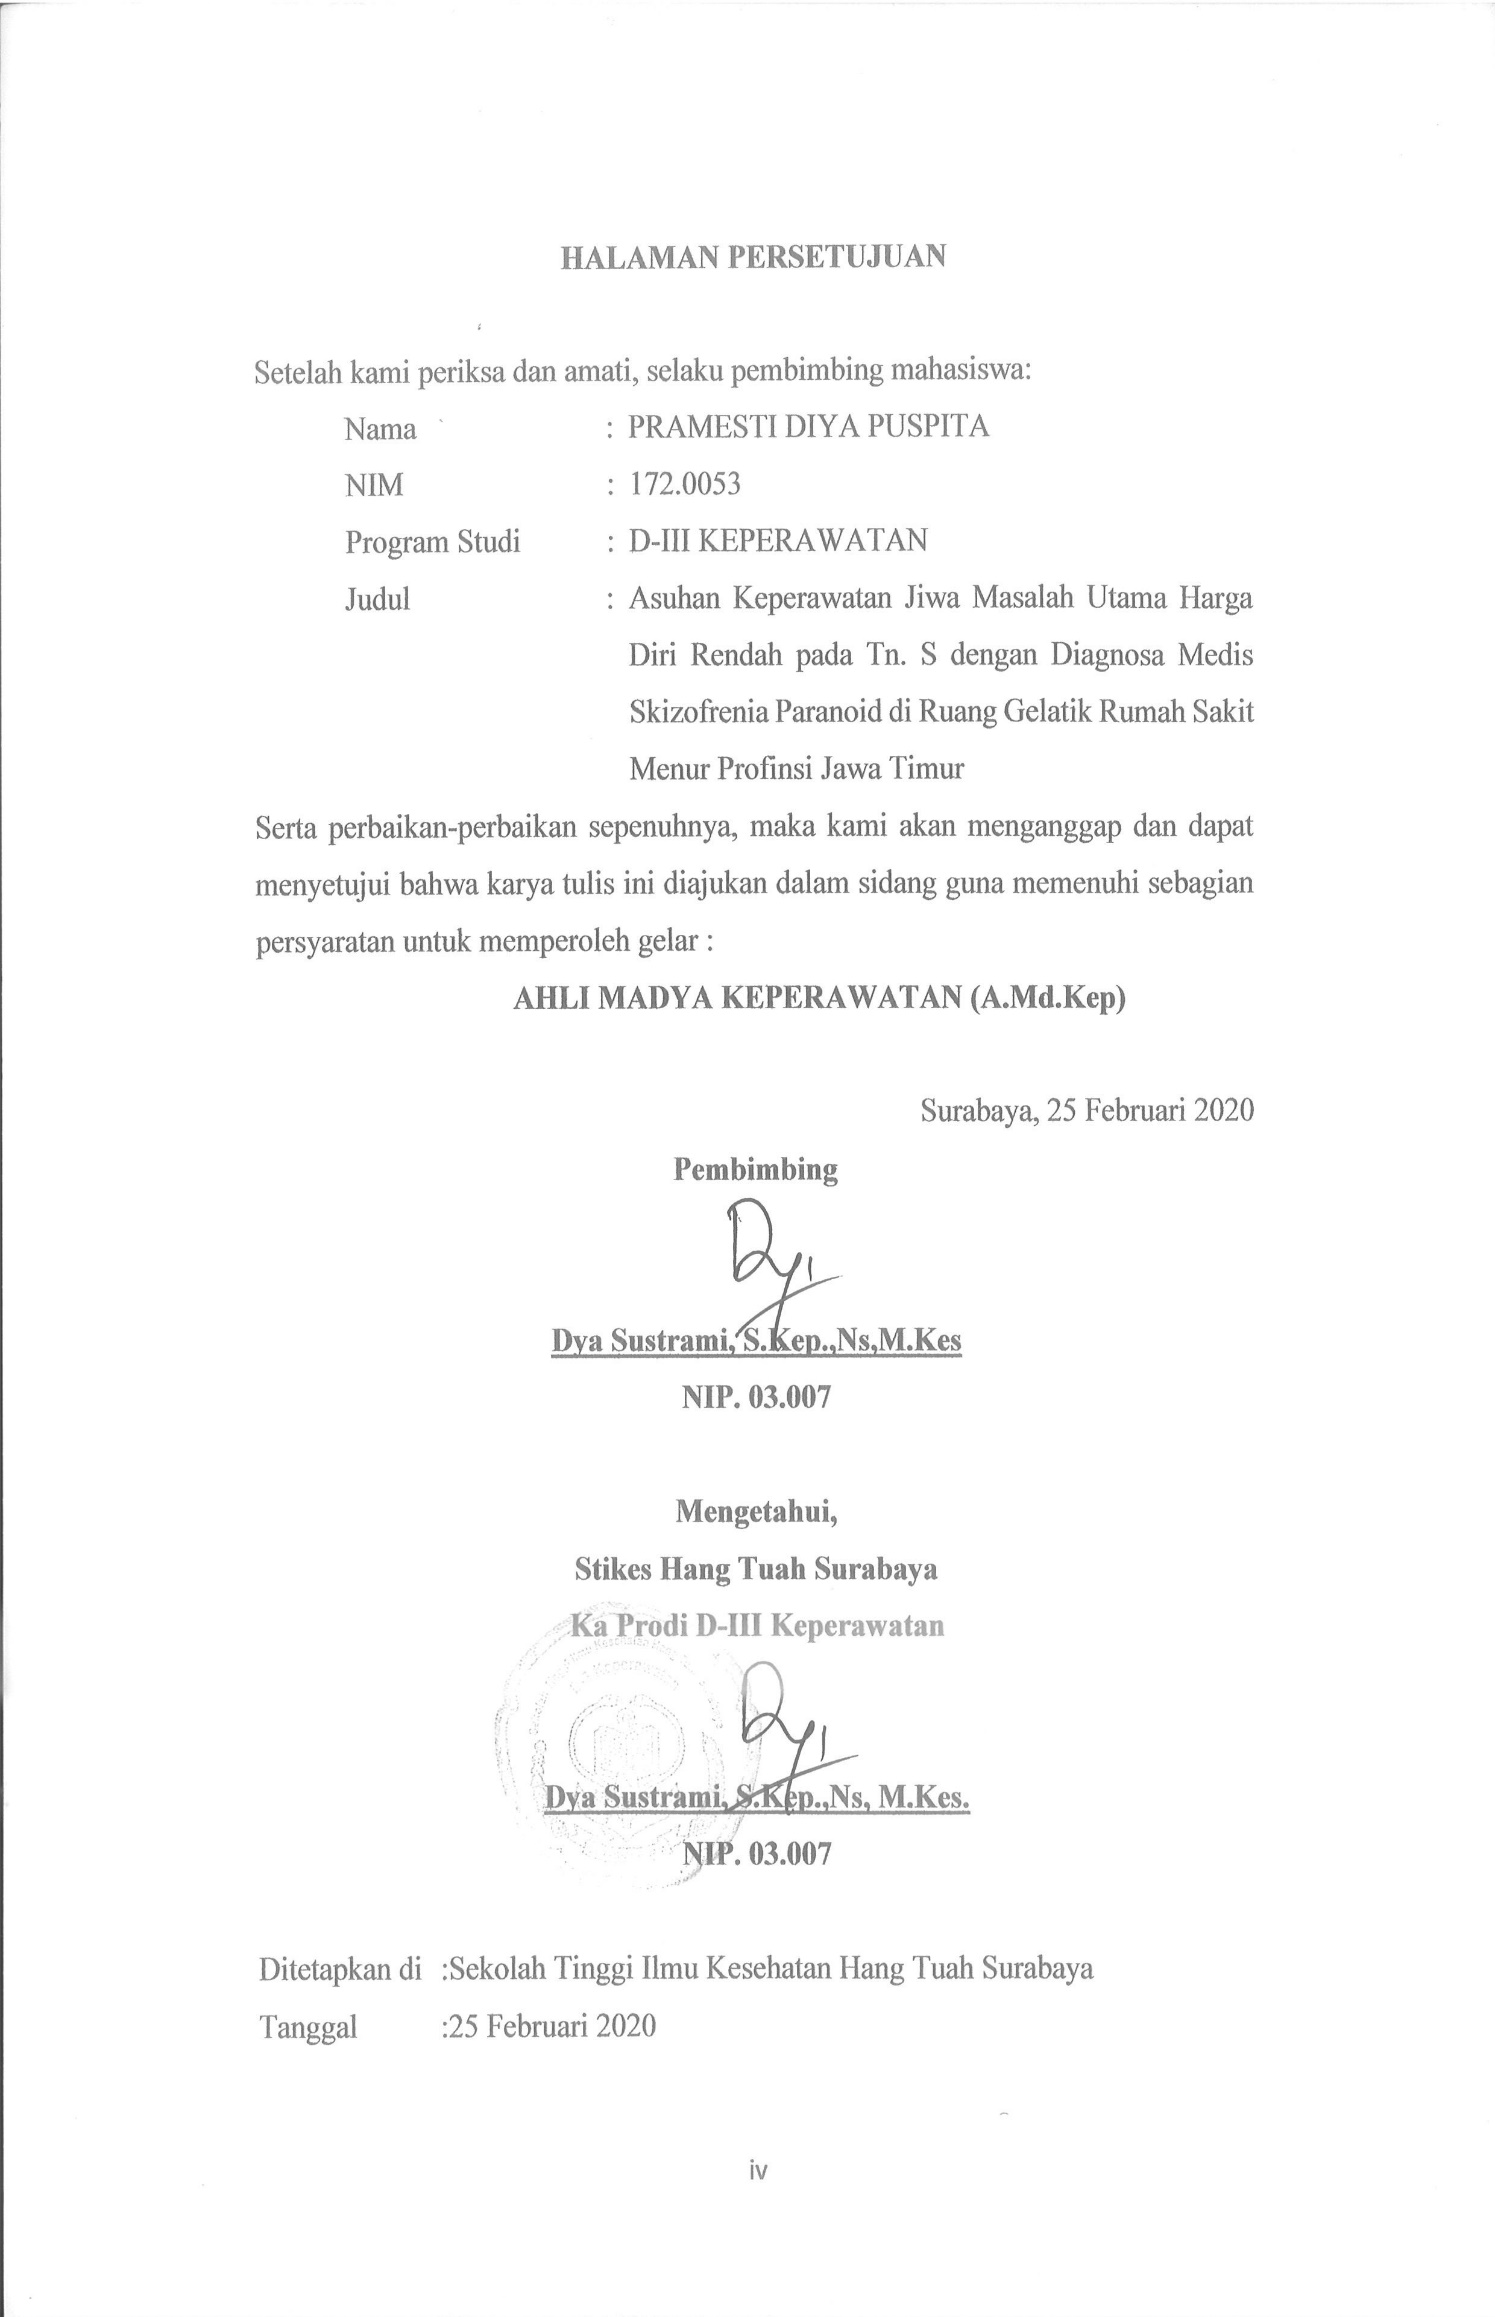 HALAMAN PERSETUJUAN
Setelah kami periksa dan amati, selaku pembimbing mahasiswa:
Nama : PRAMESTI DIYA PUSPITA
NIM : 172.0053
Program Studi : D-III KEPERAWATAN
Judul : Asuhan Keperawatan Jiwa Masalah Utama Harga
Diri Rendah pada Tn. S dengan Diagnosa Medis
Skizofrenia Paranoid di Ruang Gelatik Rumah Sakit
Menur Profinsi Jawa Timur
Serta perbaikan-perbaikan sepenuhnya, maka kami akan menganggap dan dapat
menyetujui bahwa karya tulis ini diajukan dalam sidang guna memenuhi sebagian
persyaratan untuk memperoleh gelar :
AHLI MADYA KEPERAWATAN (A.Md.Kep)
Surabaya, 25 Februari 2020
Pembimbing
Dya Sustrami, S.Kep.,Ns,M.Kes
NIP. 03.007
Mengetahui,
Stikes Hang Tuah Surabaya
Ka Prodi D-III Keperawatan
Dya Sustrami, S.Kep.,Ns, M.Kes.
NIP. 03.007
Ditetapkan di :Sekolah Tinggi Ilmu Kesehatan Hang Tuah Surabaya
Tanggal :25 Februari 2020
iv